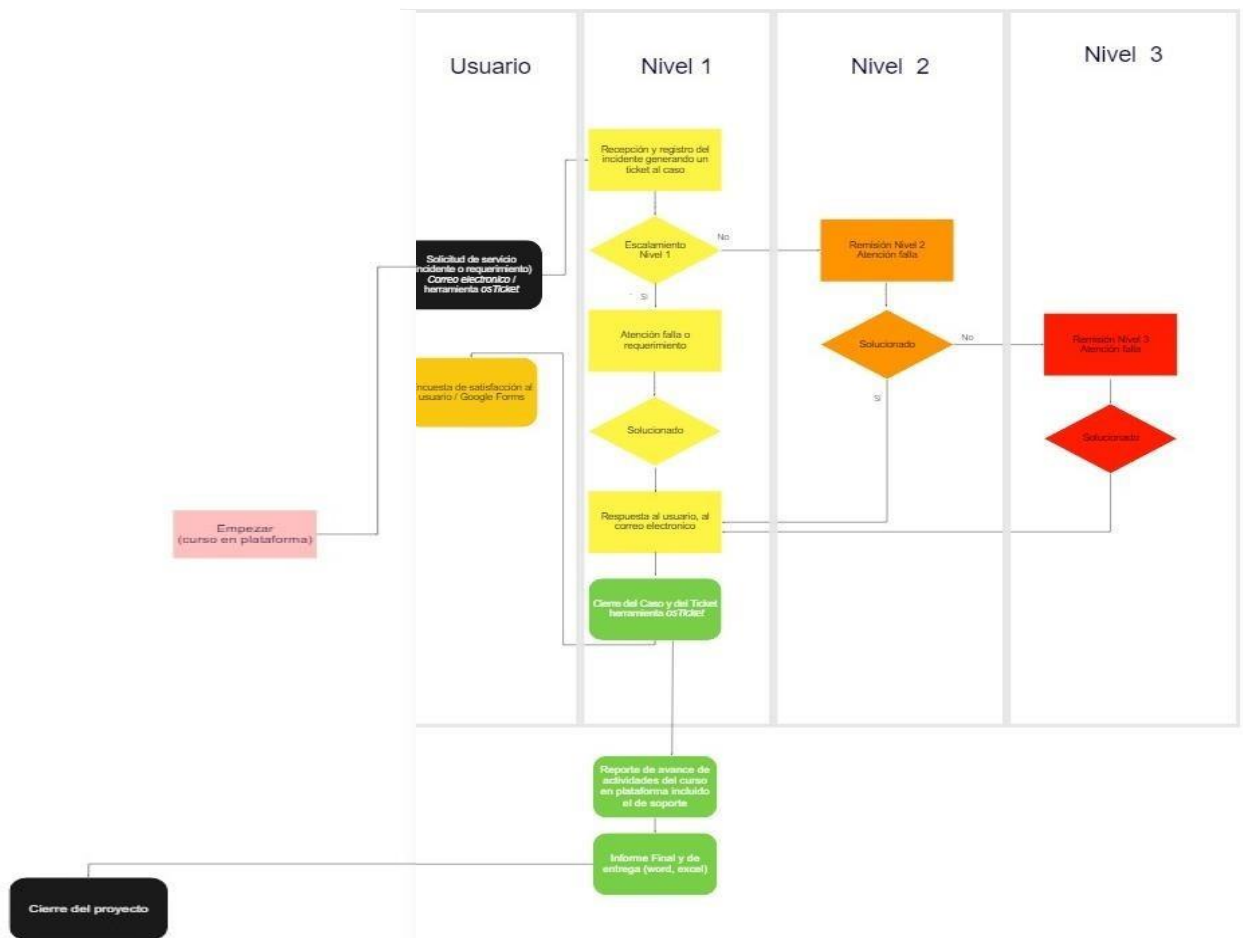 Usuario
Nivel 1
Nivel 2
Nivel 3
Recepción y registro del
incidente generando un
ticket al caso
Escalamiento
Nivel 1
No
Si
Remisión Nivel 2
Atención falla
Solicitud de servicio
incidente o requerimiento)
Correo electronico /
herramienta osTicket
Atención falla o
requerimiento
Solucionado
No
Si
Remisión Nivel 3
Atención falla
ncuesta de satisfacción al
usuario / Google Forms
Solucionado
Solucionado
Empezar
(curso en plataforma)
Respuesta al usuario, al
correo electronico
Cierre del Caso y del Ticket
herramienta osTicket
Reporte de avance de
actividades del curso
en plataforma incluido
el de soporte
Informe Final y de
entrega (word, excel)
Cierre del proyecto